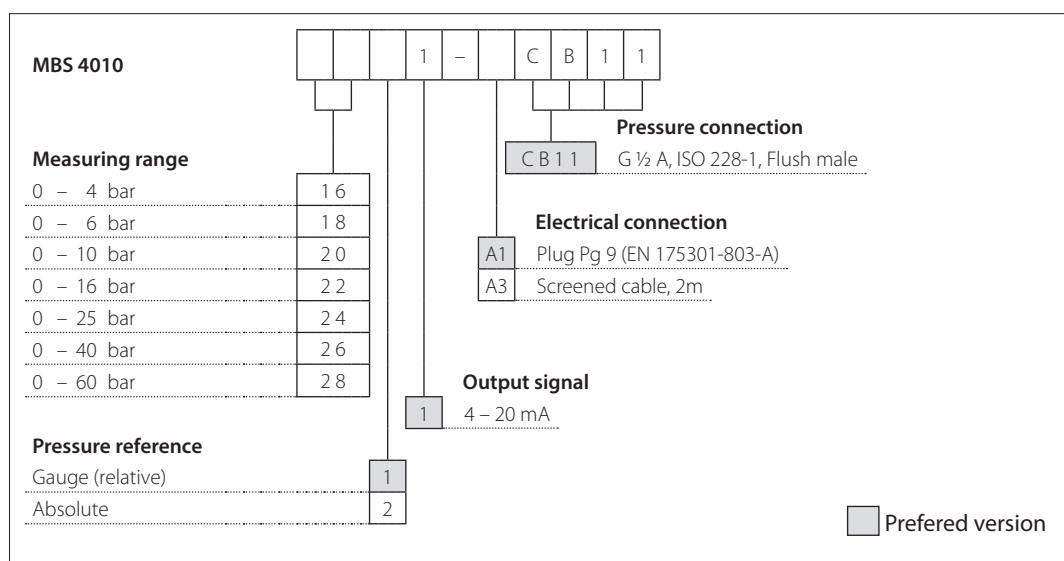 MBS 4010 1 – C B 1 1
Pressure connection
C B 1 1 G ½ A, ISO 228-1, Flush male
Measuring range
0 – 4 bar 1 6
0 – 6 bar 1 8
0 – 10 bar 2 0
0 – 16 bar 2 2
0 – 25 bar 2 4
0 – 40 bar 2 6
0 – 60 bar 2 8
Electrical connection
A1 Plug Pg 9 (EN 175301-803-A)
A3 Screened cable, 2m
Output signal
1 4 – 20 mA
Pressure reference
Gauge (relative) 1
Absolute 2
Prefered version